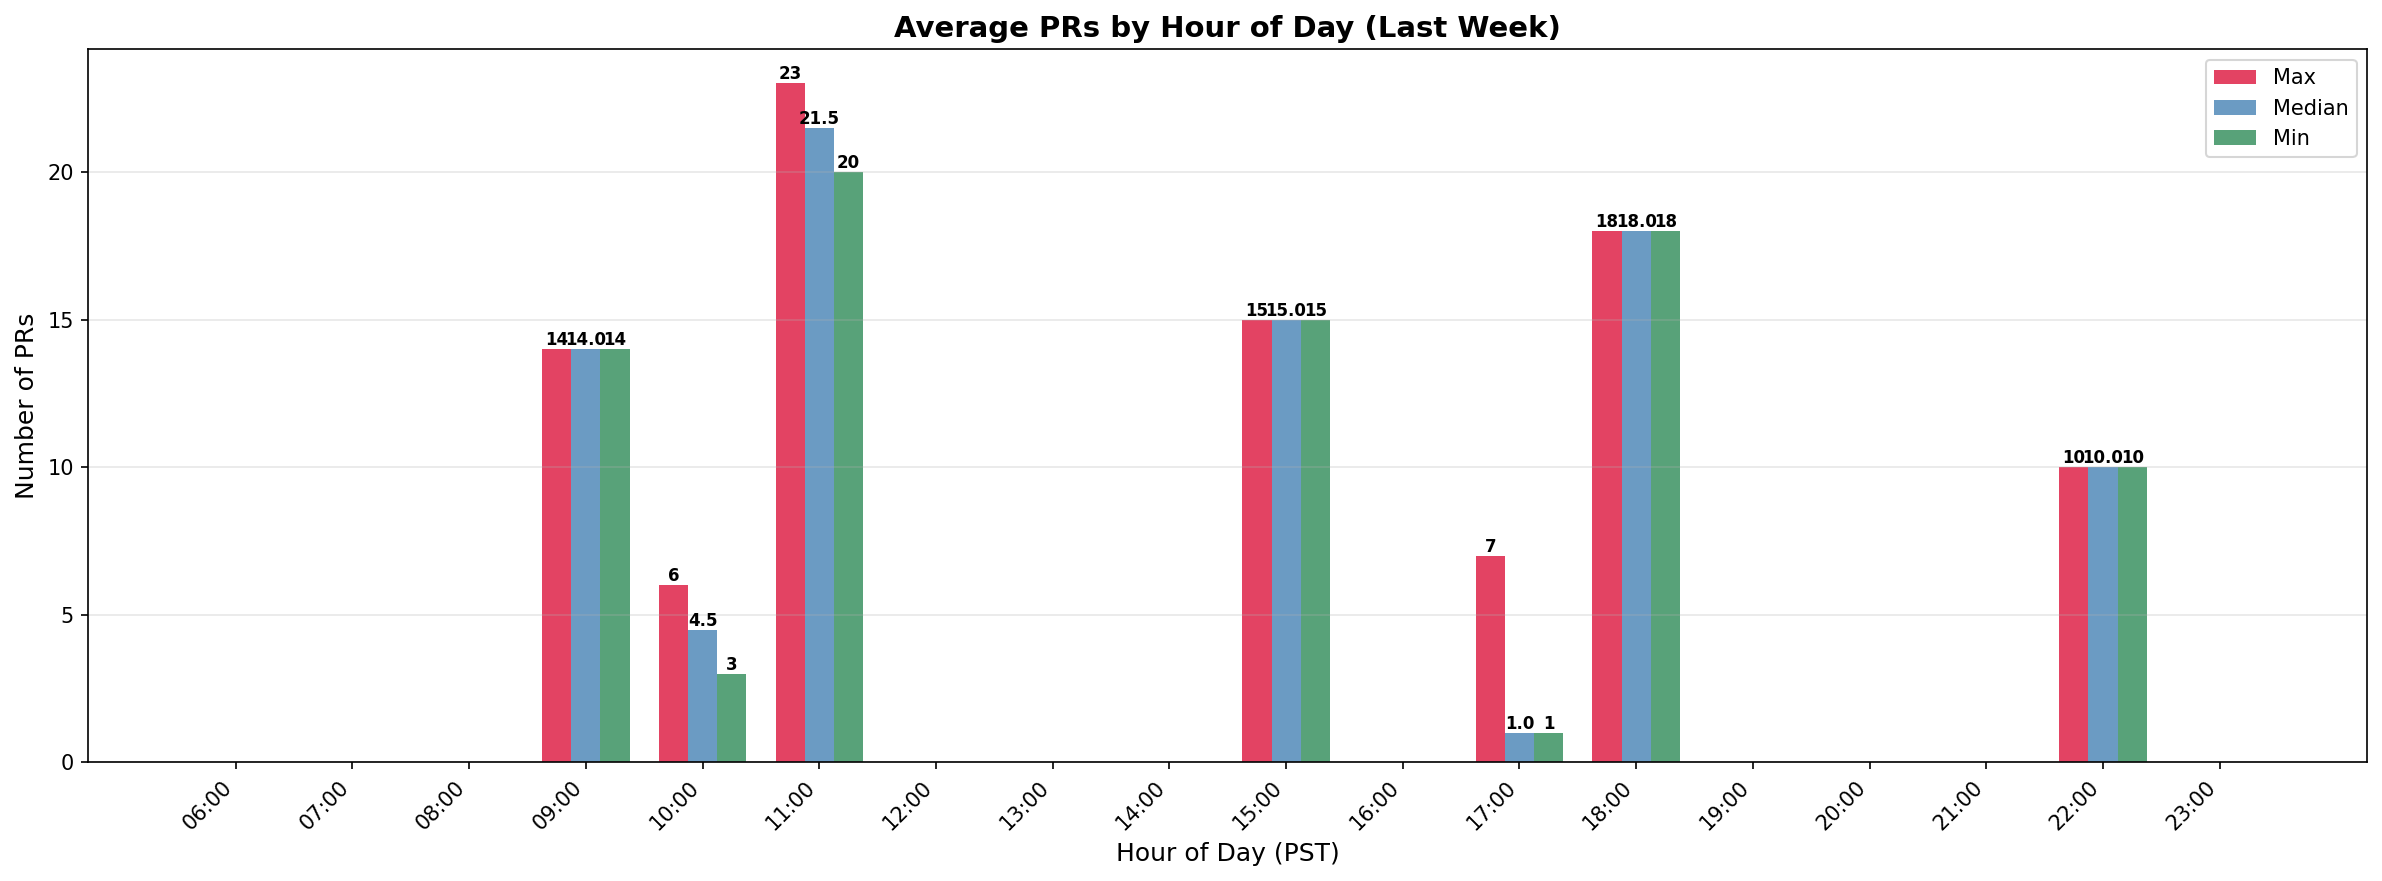 Average PRs by Hour of Day (Last Week)
Max
Median
Min
Number of PRs
20
15
10
5
0
23
21.5
20
18 18.0 18
15 15.0 15
14 14.0 14
10 10.0 10
7
6
4.5
3
1.0 1
06:00 07:00 08:00 09:00 10:00 11:00 12:00 13:00 14:00 15:00 16:00 17:00 18:00 19:00 20:00 21:00 22:00 23:00
Hour of Day (PST)